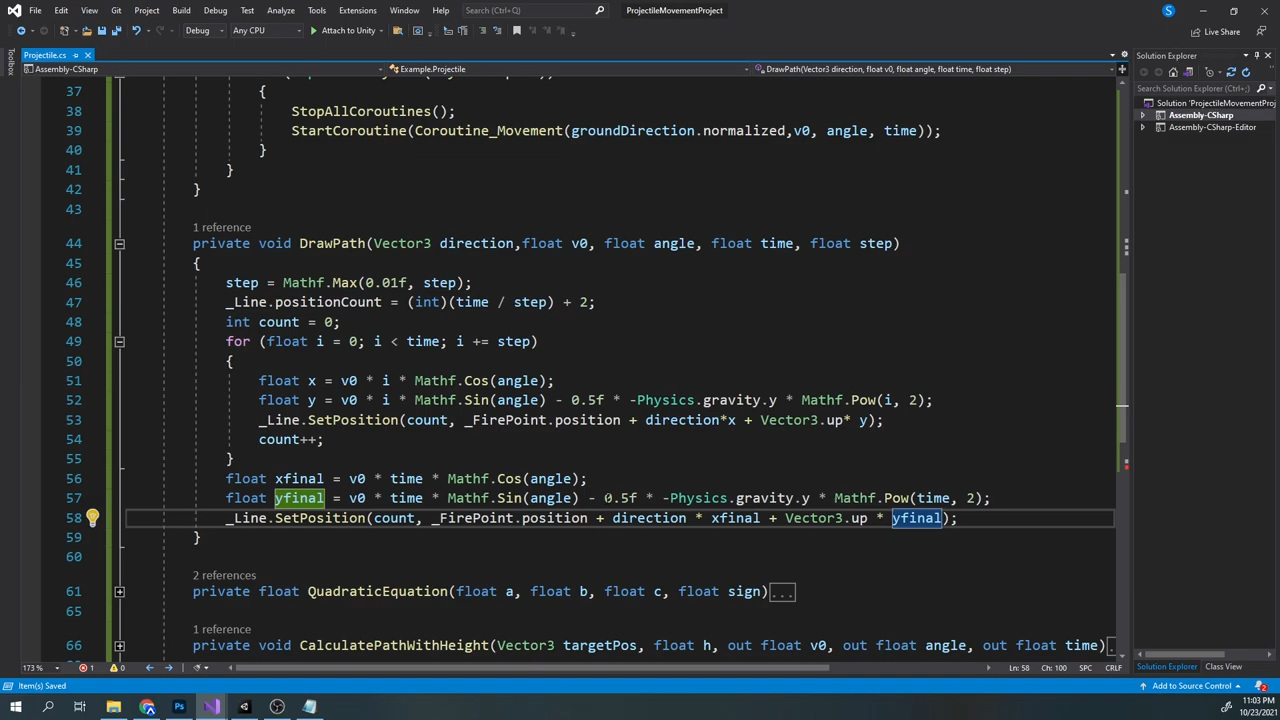 File Edit View Git Project Build Debug Test Analyze Tools Extensions Window Help Search (Ctrl+Q) ProjectileMovementProject S
Debug Any CPU Attach to Unity Live Share
Projectile.cs Solution Explorer
Toolbox
Assembly-CSharp Example.Projectile DrawPath(Vector3 direction, float v0, float angle, float time, float step)
Search Solution Explorer (Ctrl+;)
Solution 'ProjectileMovementProj
Assembly-CSharp
Assembly-CSharp-Editor
37 {
38 StopAllCoroutines();
39 StartCoroutine(Coroutine_Movement(groundDirection.normalized,v0, angle, time));
40 }
41 }
42 }
43
1 reference
44 private void DrawPath(Vector3 direction,float v0, float angle, float time, float step)
45 {
46 step = Mathf.Max(0.01f, step);
47 _Line.positionCount = (int)(time / step) + 2;
48 int count = 0;
49 for (float i = 0; i < time; i += step)
50 {
51 float x = v0 * i * Mathf.Cos(angle);
52 float y = v0 * i * Mathf.Sin(angle) - 0.5f * -Physics.gravity.y * Mathf.Pow(i, 2);
53 _Line.SetPosition(count, _FirePoint.position + direction*x + Vector3.up* y);
54 count++;
55 }
56 float xfinal = v0 * time * Mathf.Cos(angle);
57 float yfinal = v0 * time * Mathf.Sin(angle) - 0.5f * -Physics.gravity.y * Mathf.Pow(time, 2);
58 _Line.SetPosition(count, _FirePoint.position + direction * xfinal + Vector3.up * yfinal);
59 }
60
2 references
61 private float QuadraticEquation(float a, float b, float c, float sign)...
65
1 reference
66 private void CalculatePathWithHeight(Vector3 targetPos, float h, out float v0, out float angle, out float time)
173 % 1 0 Ln: 58 Ch: 100 SPC CRLF Solution Explorer Class View
Item(s) Saved Add to Source Control 2
11:03 PM
10/23/2021